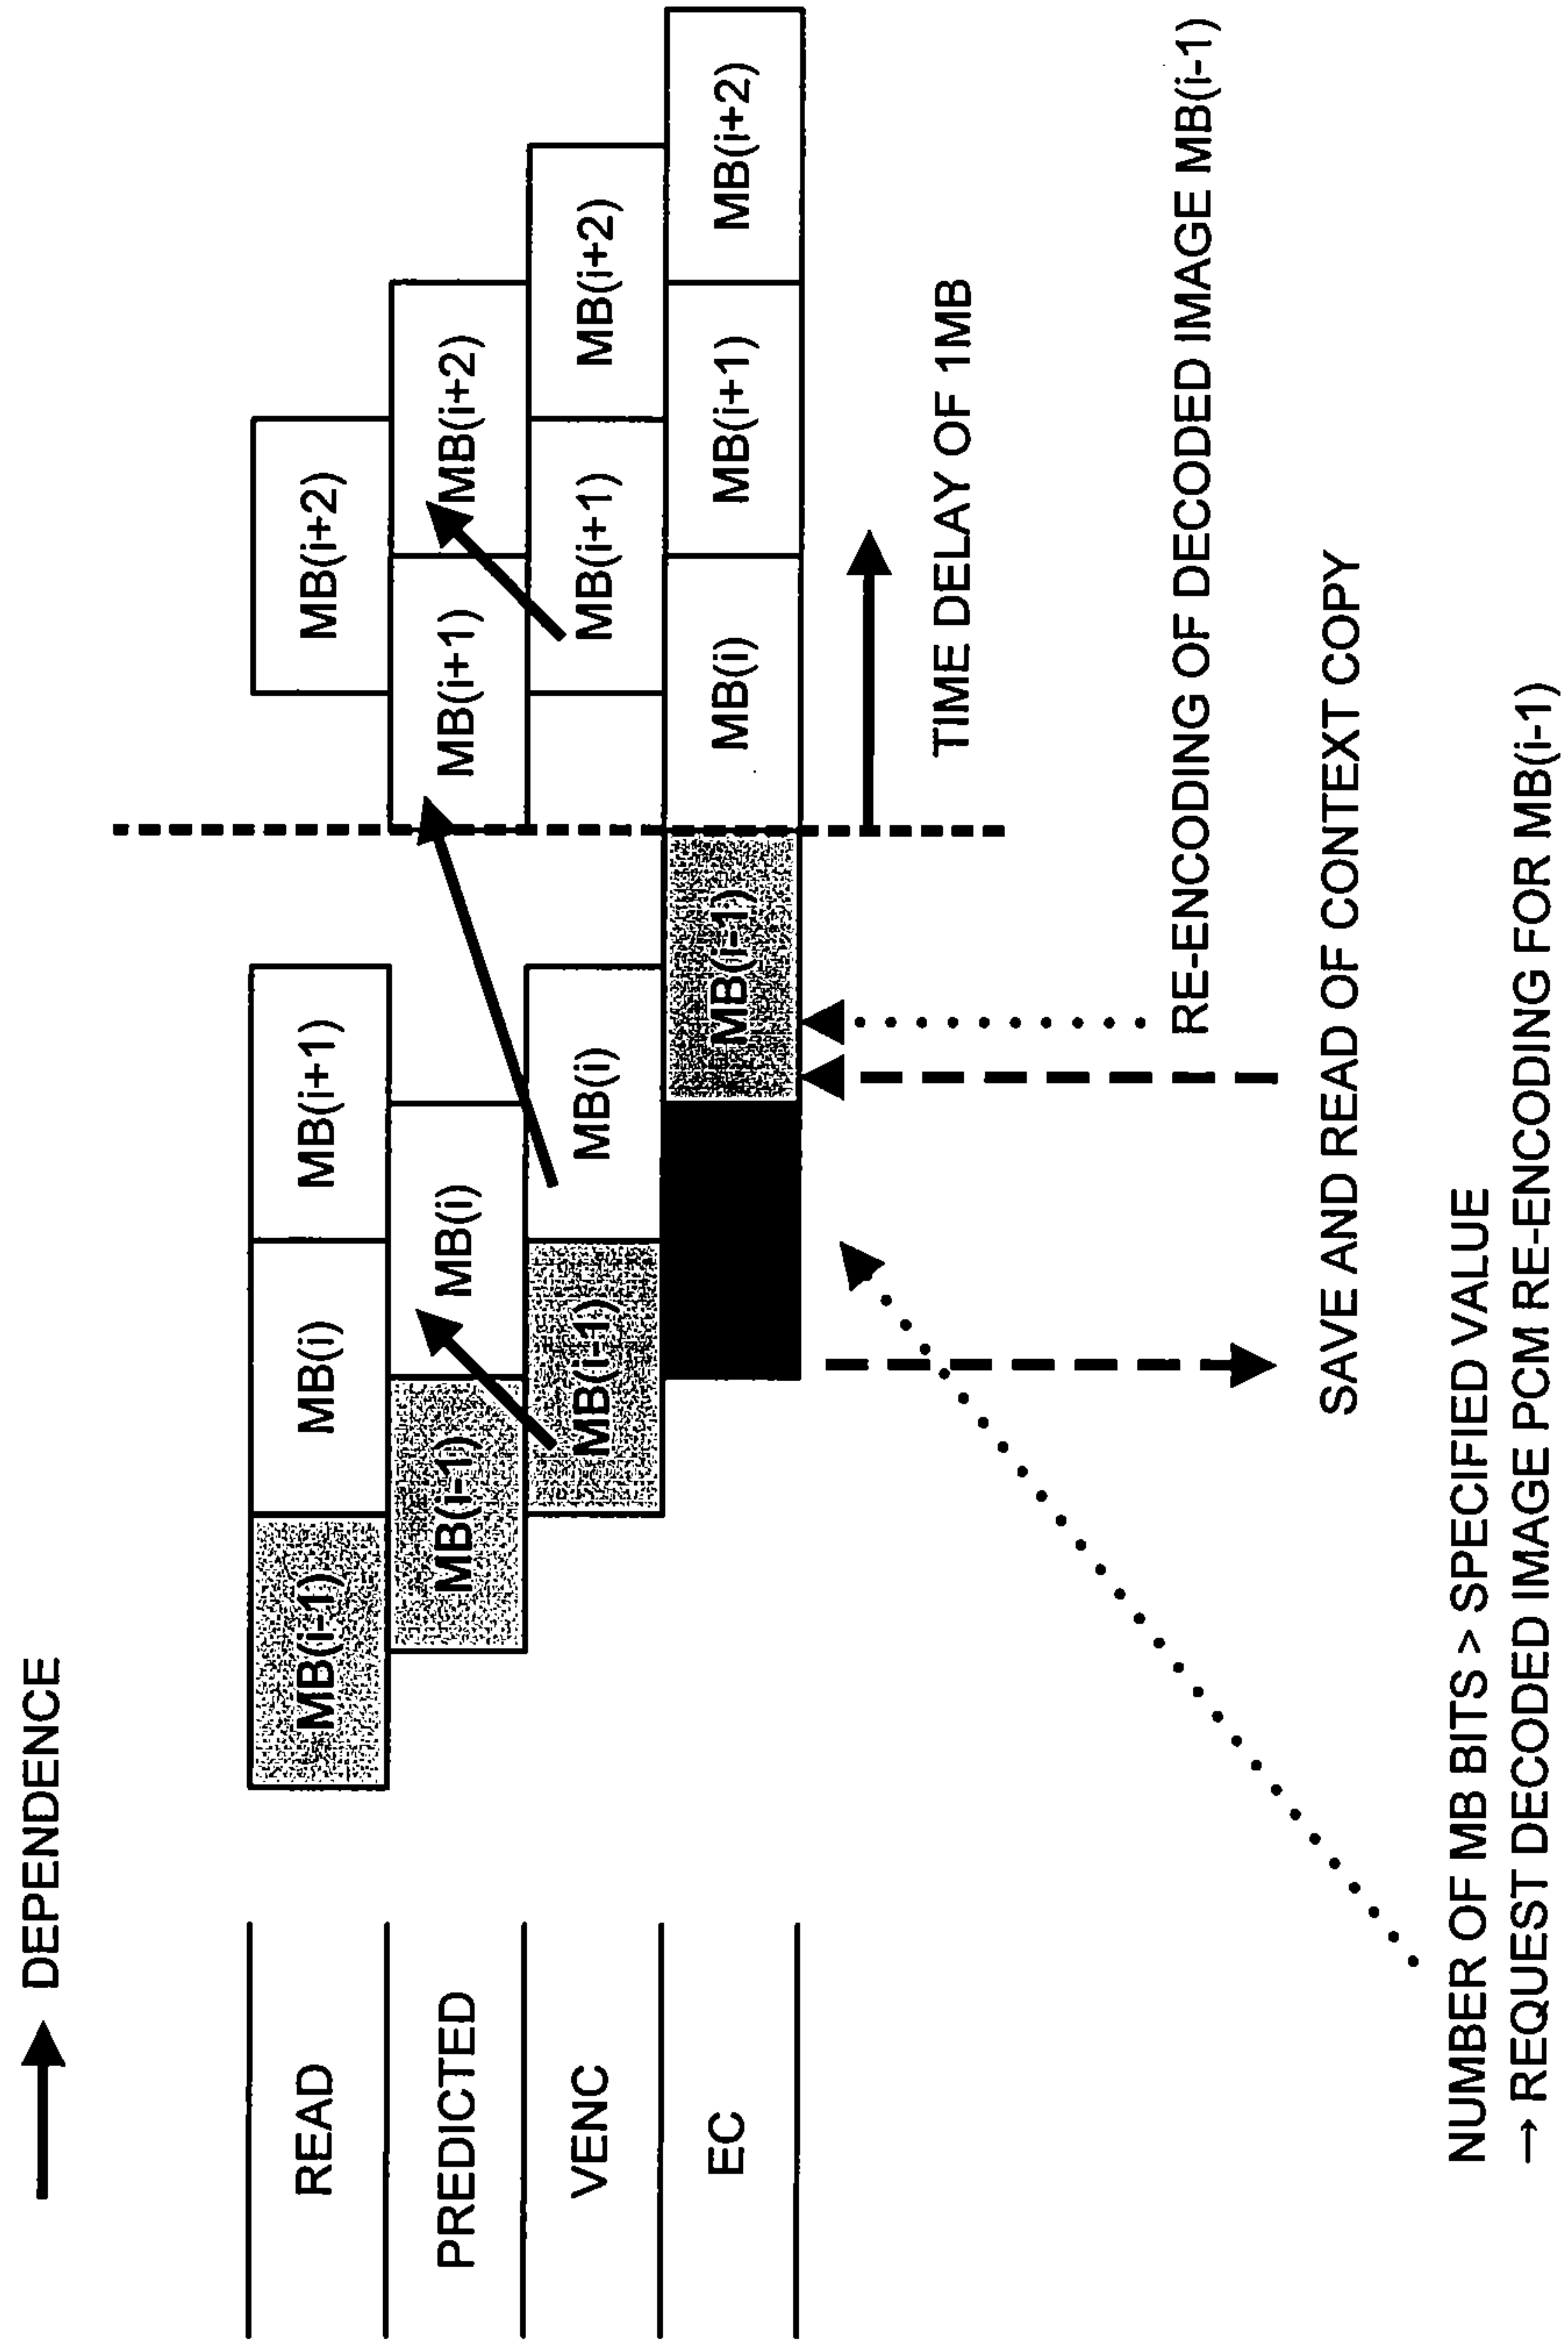 DEPENDENCE
READ
MB(i-1)
MB(i)
MB(i+1)
MB(i+2)
PREDICTED
MB(i-1)
MB(i)
MB(i+1)
MB(i+2)
VENC
MB(i-1)
MB(i)
MB(i+1)
MB(i+2)
EC
MB(i-1)
MB(i)
MB(i+1)
MB(i+2)
TIME DELAY OF 1MB
RE-ENCODING OF DECODED IMAGE MB(i-1)
SAVE AND READ OF CONTEXT COPY
NUMBER OF MB BITS > SPECIFIED VALUE
→ REQUEST DECODED IMAGE PCM RE-ENCODING FOR MB(i-1)